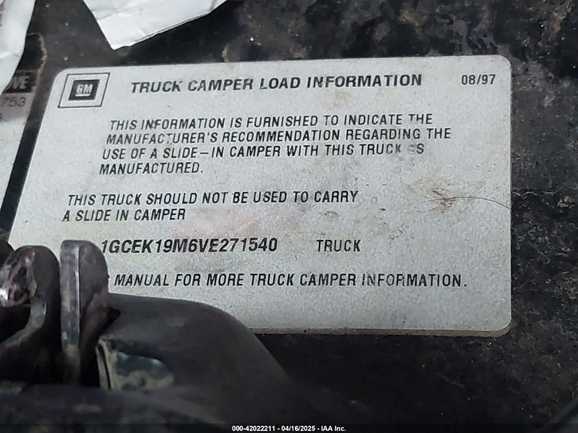 GM
TRUCK CAMPER LOAD INFORMATION
08/97
THIS INFORMATION IS FURNISHED TO INDICATE THE
MANUFACTURER'S RECOMMENDATION REGARDING THE
USE OF A SLIDE–IN CAMPER WITH THIS TRUCK AS
MANUFACTURED.
THIS TRUCK SHOULD NOT BE USED TO CARRY
A SLIDE IN CAMPER
1GCEK19M6VE271540 TRUCK
MANUAL FOR MORE TRUCK CAMPER INFORMATION.
753
000-42022211 - 04/16/2025 - IAA Inc.